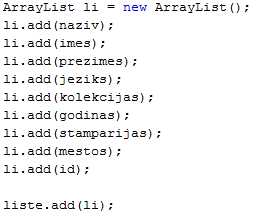 ArrayList li = new ArrayList();
li.add(naziv);
li.add(imes);
li.add(prezimes);
li.add(jeziks);
li.add(kolekcijas);
li.add(godinas);
li.add(stamparijas);
li.add(mestos);
li.add(id);
liste.add(li);